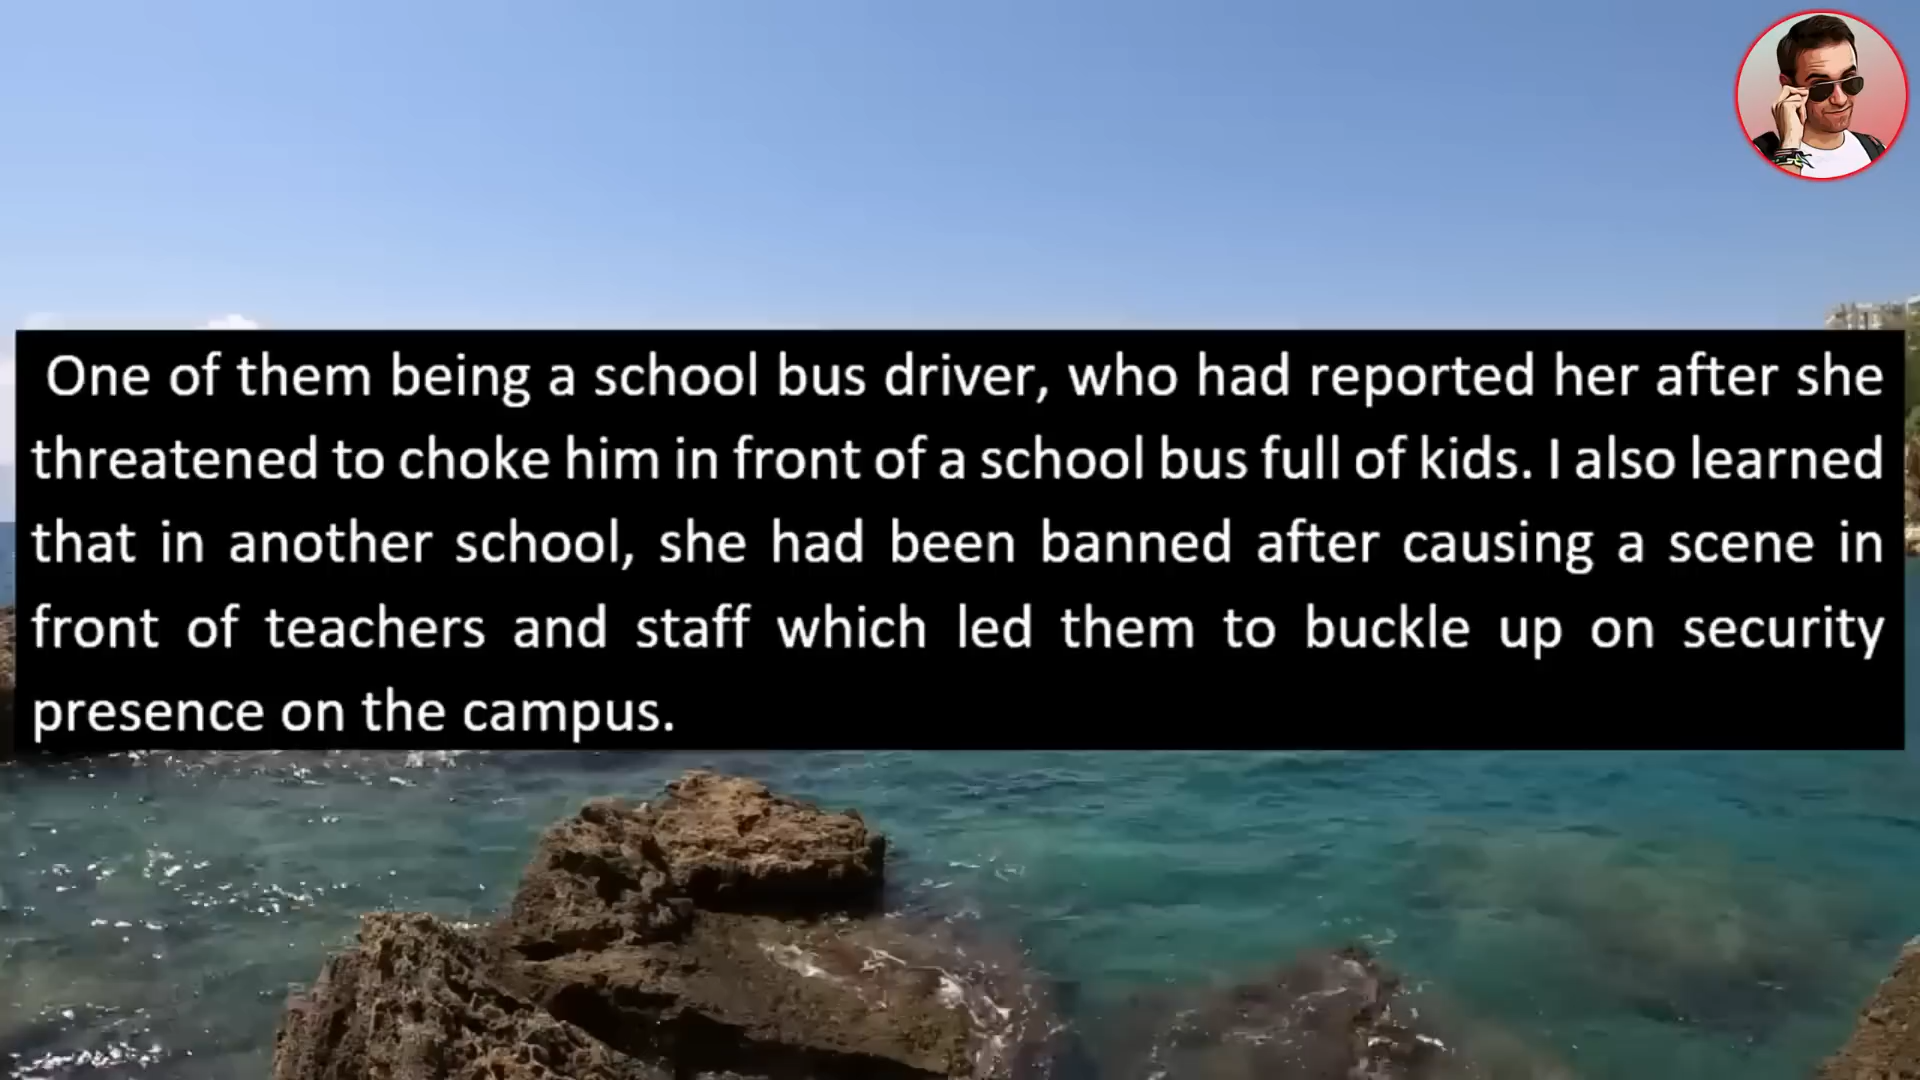 One of them being a school bus driver, who had reported her after she
threatened to choke him in front of a school bus full of kids. I also learned
that in another school, she had been banned after causing a scene in
front of teachers and staff which led them to buckle up on security
presence on the campus.